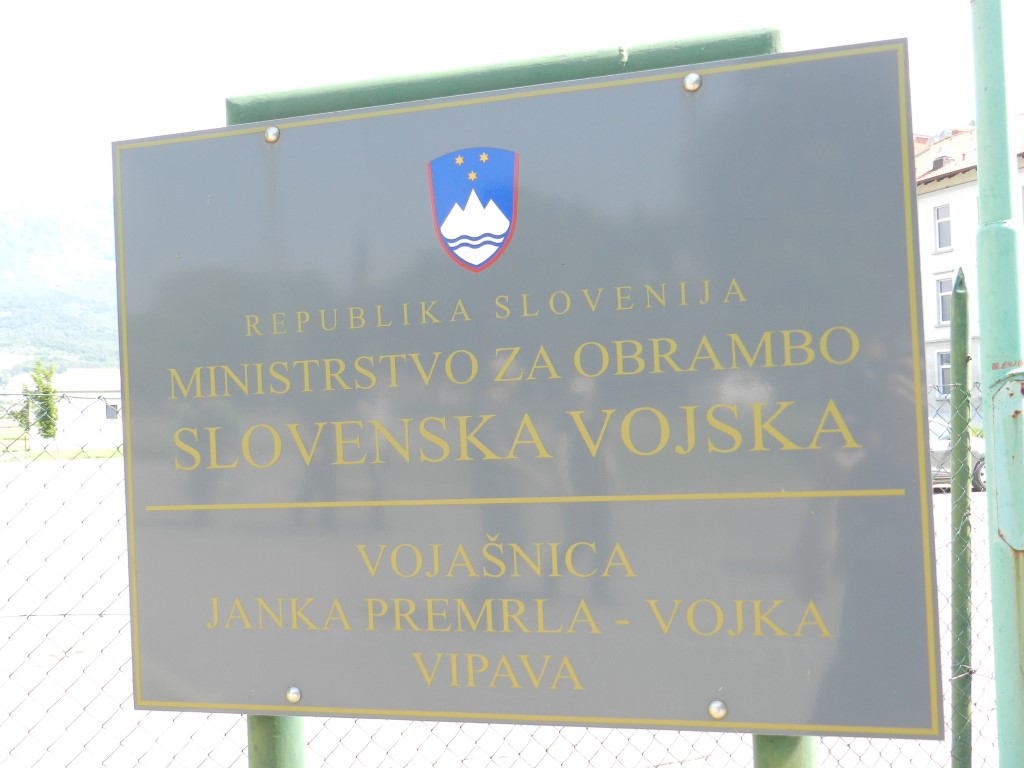 REPUBLIKA SLOVENIJA
MINISTRSTVO ZA OBRAMBO
SLOVENSKA VOJSKA
VOJAŠNICA
JANKA PREMRLA - VOJKA
VIPAVA